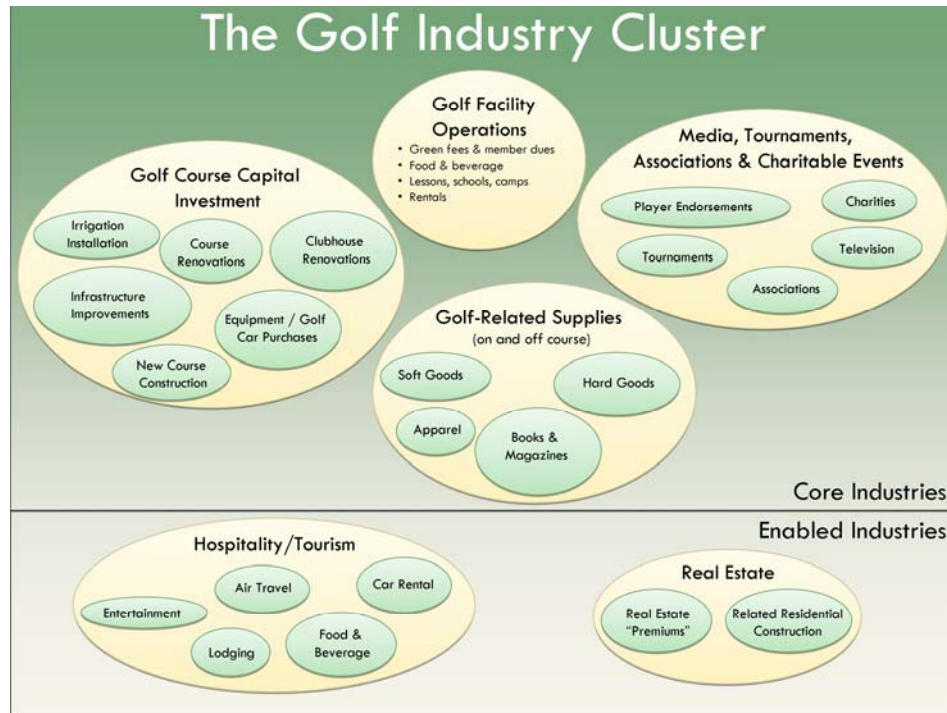 The Golf Industry Cluster
Golf Facility
Operations
• Green fees & member dues
• Food & beverage
• Lessons, schools, camps
• Rentals
Golf Course Capital
Investment
Irrigation
Installation
Course
Renovations
Clubhouse
Renovations
Infrastructure
Improvements
Equipment / Golf
Car Purchases
New Course
Construction
Media, Tournaments,
Associations & Charitable Events
Player Endorsements
Charities
Tournaments
Television
Associations
Golf-Related Supplies
(on and off course)
Soft Goods
Hard Goods
Apparel
Books &
Magazines
Core Industries
Enabled Industries
Hospitality/Tourism
Entertainment
Air Travel
Car Rental
Lodging
Food &
Beverage
Real Estate
Real Estate
"Premiums"
Related Residential
Construction